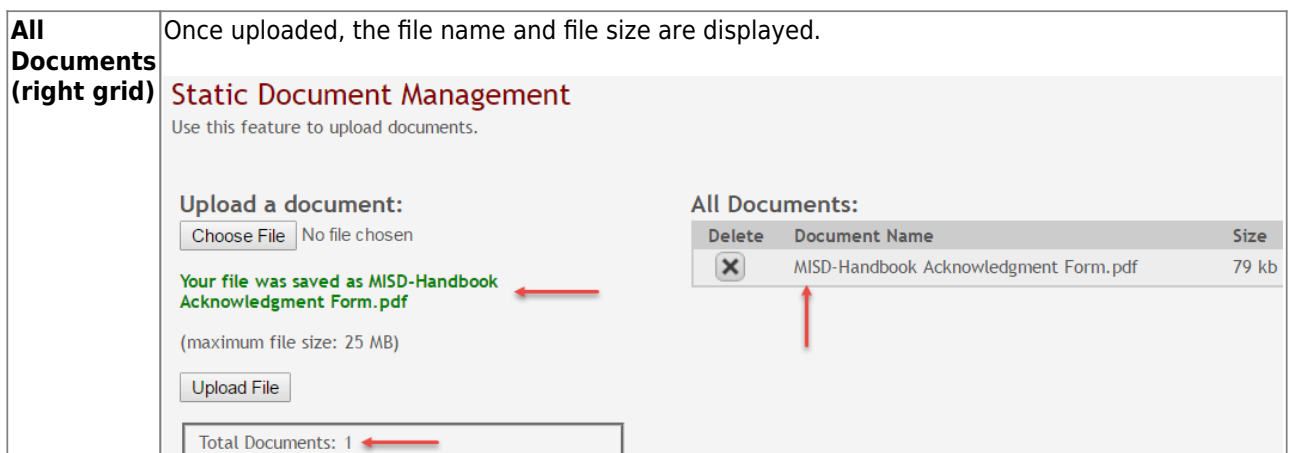 All
Documents
(right grid)
Once uploaded, the file name and file size are displayed.
Static Document Management
Use this feature to upload documents.
Upload a document:
Choose File No file chosen
Your file was saved as MISD-Handbook
Acknowledgment Form.pdf
(maximum file size: 25 MB)
Upload File
Total Documents: 1
All Documents:
Delete Document Name Size
MISD-Handbook Acknowledgment Form.pdf 79 kb